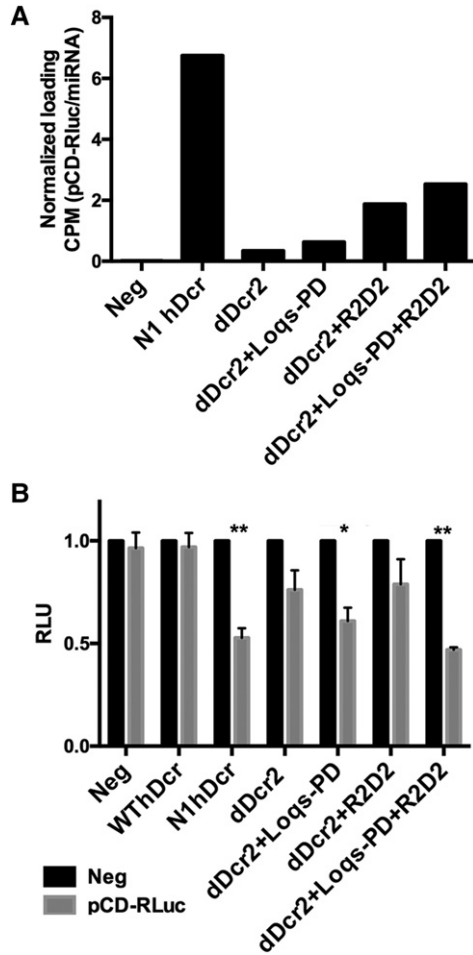 A
Normalized loading
CPM (pCD-Rluc/miRNA)
8
6
4
2
0
Neg
N1 hDcr
dDcr2
dDcr2+Loqs-PD
dDcr2+R2D2
dDcr2+Loqs-PD+R2D2
B
RLU
1.0
0.5
0.0
**
*
**
Neg
WThDcr
N1hDcr
dDcr2
dDcr2+Loqs-PD
dDcr2+R2D2
dDcr2+Loqs-PD+R2D2
Neg
pCD-RLuc